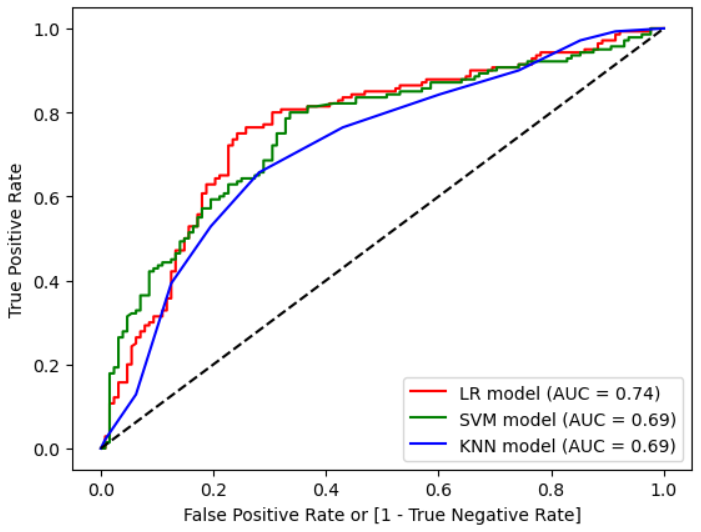 1.0
0.8
0.6
0.4
0.2
0.0
True Positive Rate
LR model (AUC = 0.74)
SVM model (AUC = 0.69)
KNN model (AUC = 0.69)
0.0 0.2 0.4 0.6 0.8 1.0
False Positive Rate or [1 - True Negative Rate]